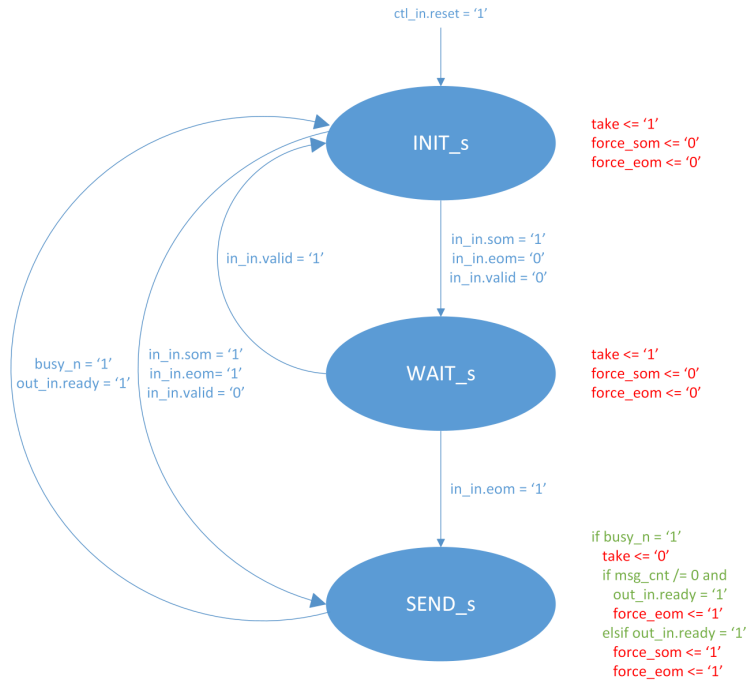 ctl_in.reset = ‘1’
INIT_s
take <= ‘1’
force_som <= ‘0’
force_eom <= ‘0’
in_in.valid = ‘1’
in_in.som = ‘1’
in_in.eom= ‘0’
in_in.valid = ‘0’
busy_n = ‘1’
out_in.ready = ‘1’
in_in.som = ‘1’
in_in.eom= ‘1’
in_in.valid = ‘0’
WAIT_s
take <= ‘1’
force_som <= ‘0’
force_eom <= ‘0’
in_in.eom = ‘1’
SEND_s
if busy_n = ‘1’
take <= ‘0’
if msg_cnt /= 0 and
out_in.ready = ‘1’
force_eom <= ‘1’
elsif out_in.ready = ‘1’
force_som <= ‘1’
force_eom <= ‘1’